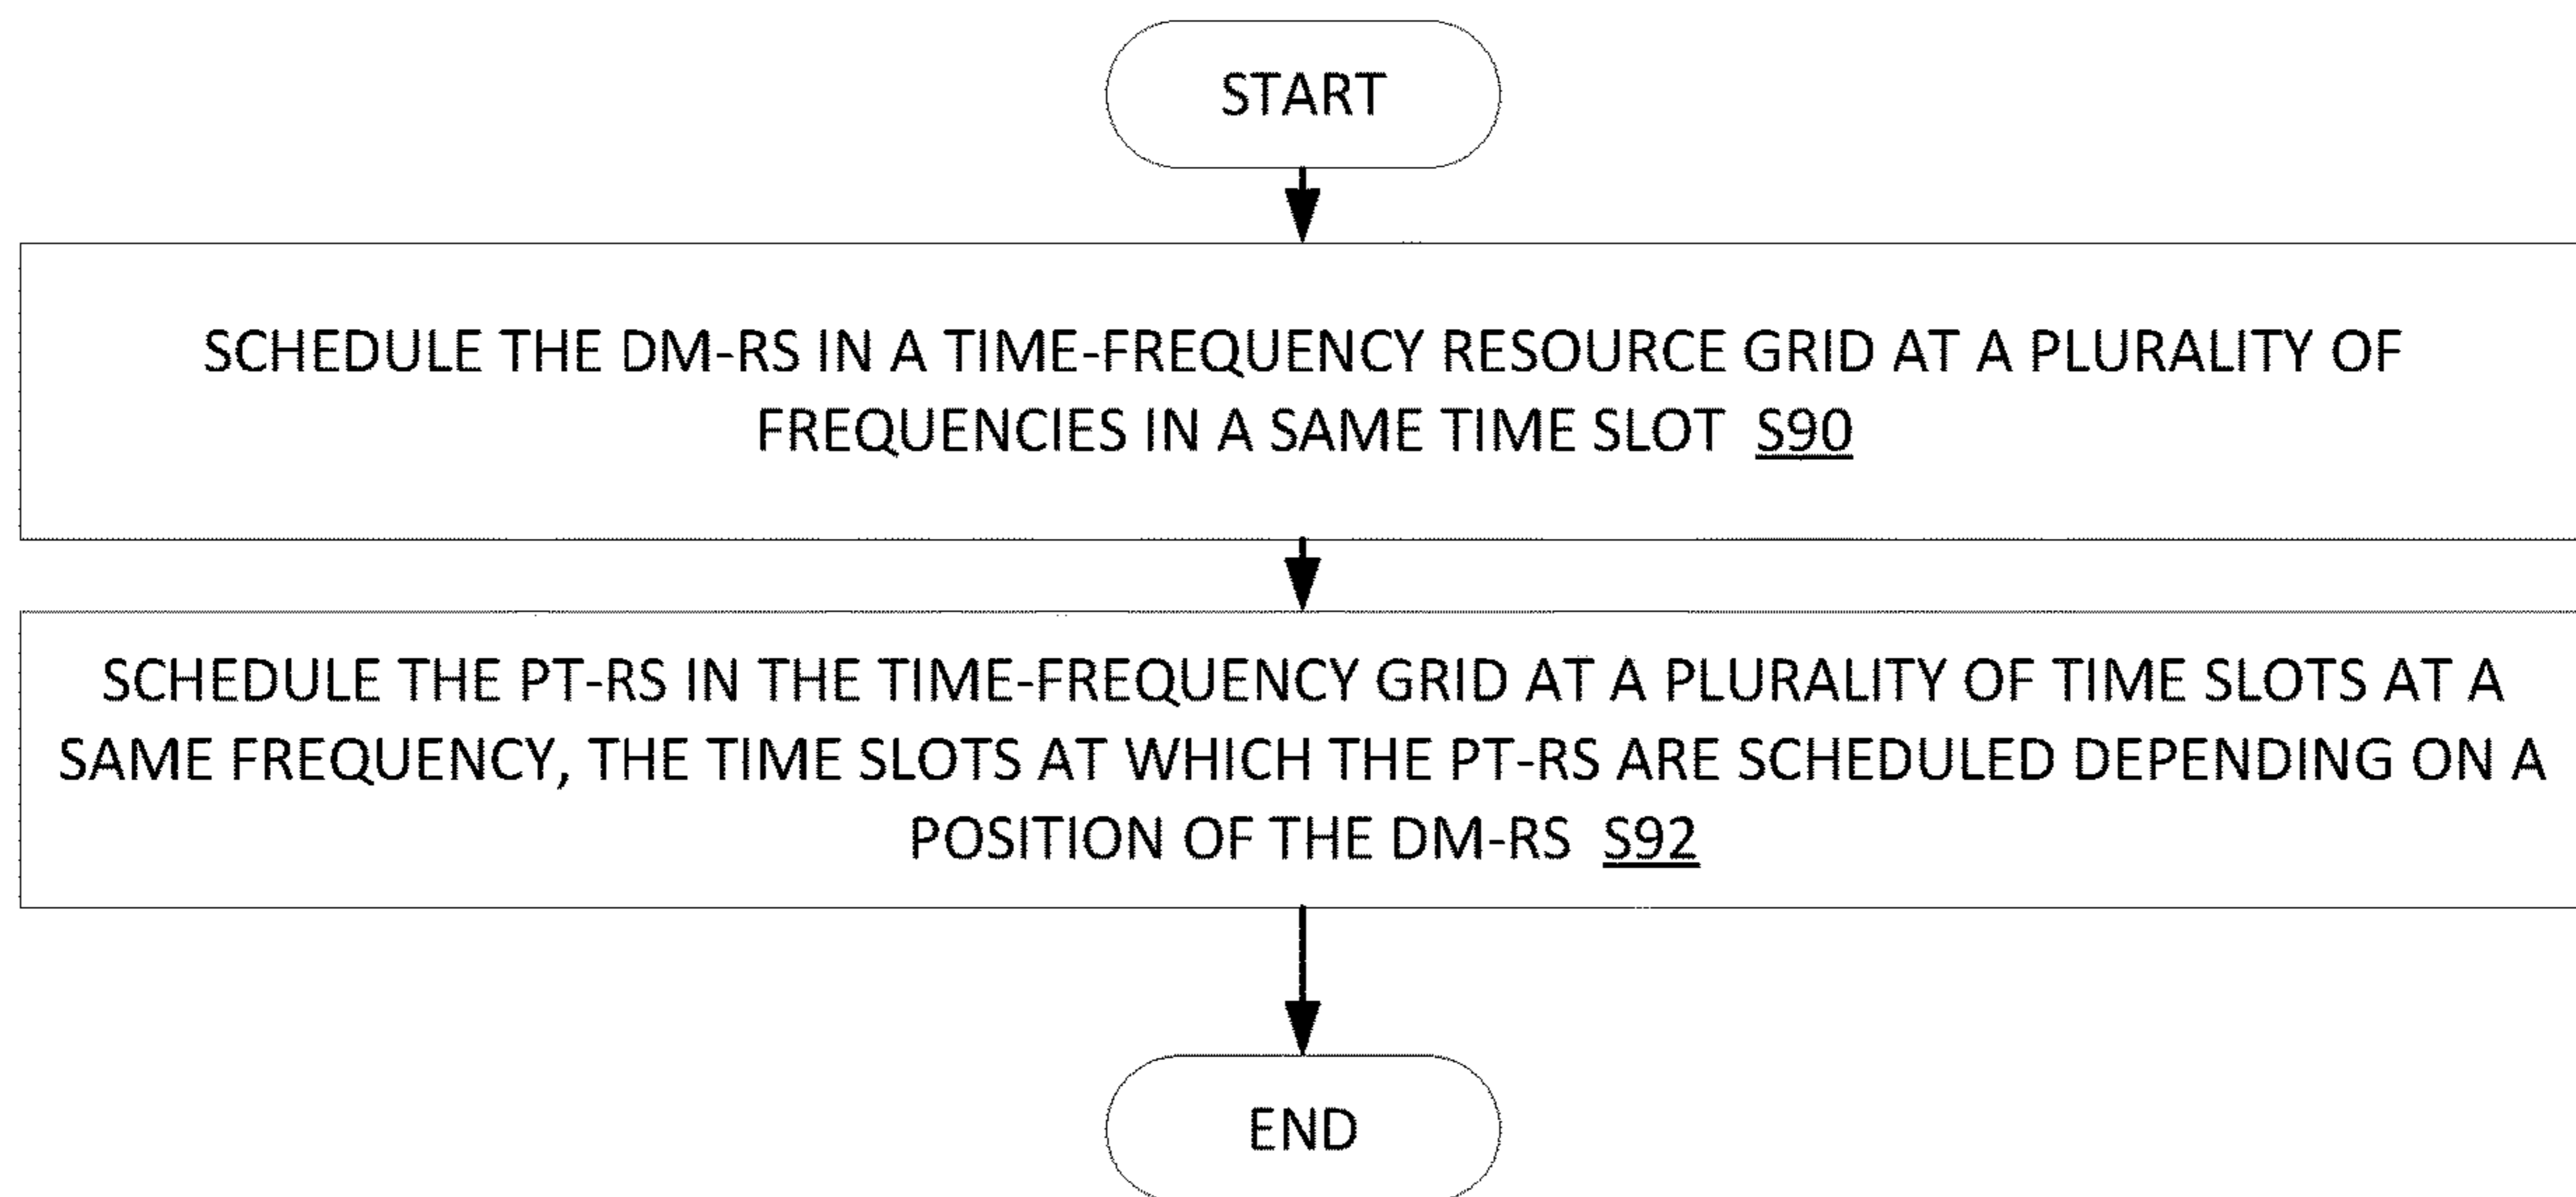 START
SCHEDULE THE DM-RS IN A TIME-FREQUENCY RESOURCE GRID AT A PLURALITY OF
FREQUENCIES IN A SAME TIME SLOT S90
SCHEDULE THE PT-RS IN THE TIME-FREQUENCY GRID AT A PLURALITY OF TIME SLOTS AT A
SAME FREQUENCY, THE TIME SLOTS AT WHICH THE PT-RS ARE SCHEDULED DEPENDING ON A
POSITION OF THE DM-RS S92
END